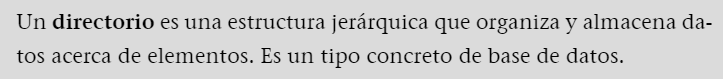 Un directorio es una estructura jerárquica que organiza y almacena da-
tos acerca de elementos. Es un tipo concreto de base de datos.